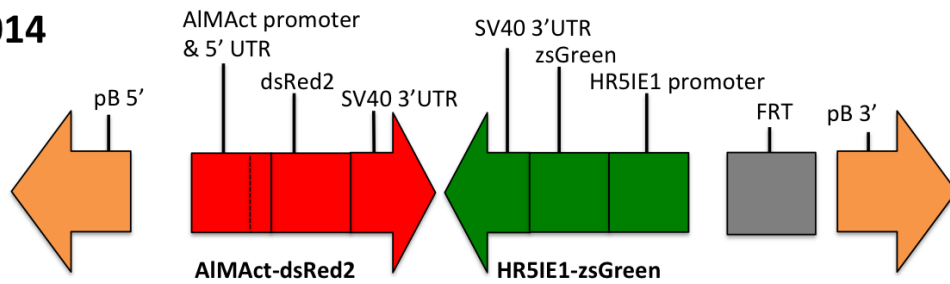 014
AlMAct promoter
& 5’ UTR
SV40 3’UTR
zsGreen
dsRed2
HR5IE1 promoter
pB 5’
SV40 3’UTR
FRT
pB 3’
AlMAct-dsRed2
HR5IE1-zsGreen